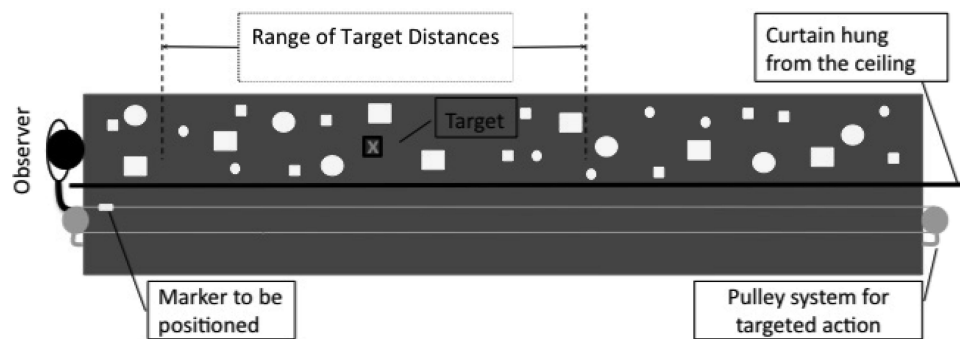 Range of Target Distances
Curtain hung
from the ceiling
Observer
Target
X
Marker to be
positioned
Pulley system for
targeted action